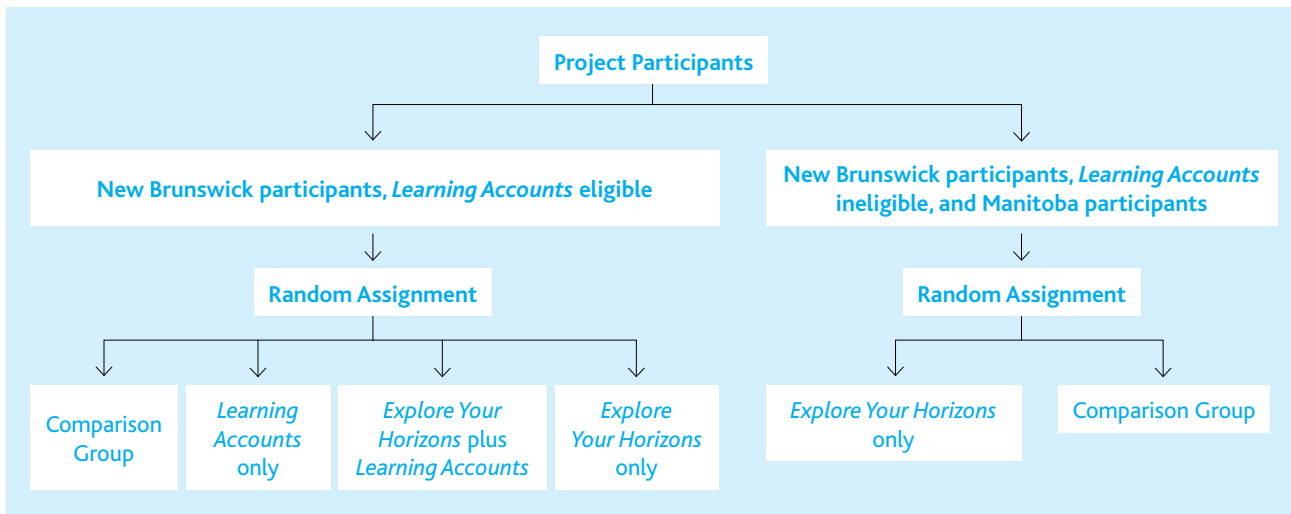 Project Participants
New Brunswick participants, Learning Accounts eligible
New Brunswick participants, Learning Accounts
ineligible, and Manitoba participants
Random Assignment
Random Assignment
Comparison
Group
Learning
Accounts
only
Explore Your
Horizons plus
Learning Accounts
Explore
Your Horizons
only
Explore Your Horizons
only
Comparison Group